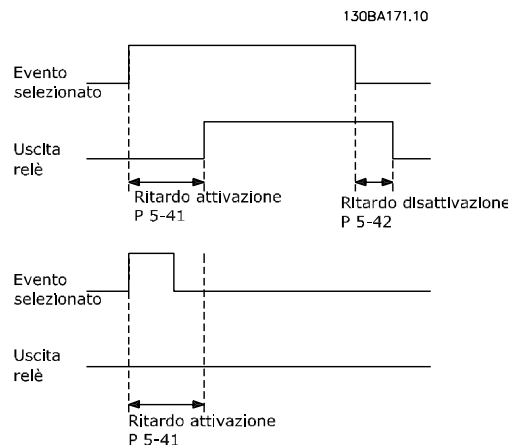 130BA171.10
Evento
selezionato
Uscita
relè
Ritardo attivazione
P 5-41
Ritardo disattivazione
P 5-42
Evento
selezionato
Uscita
relè
Ritardo attivazione
P 5-41